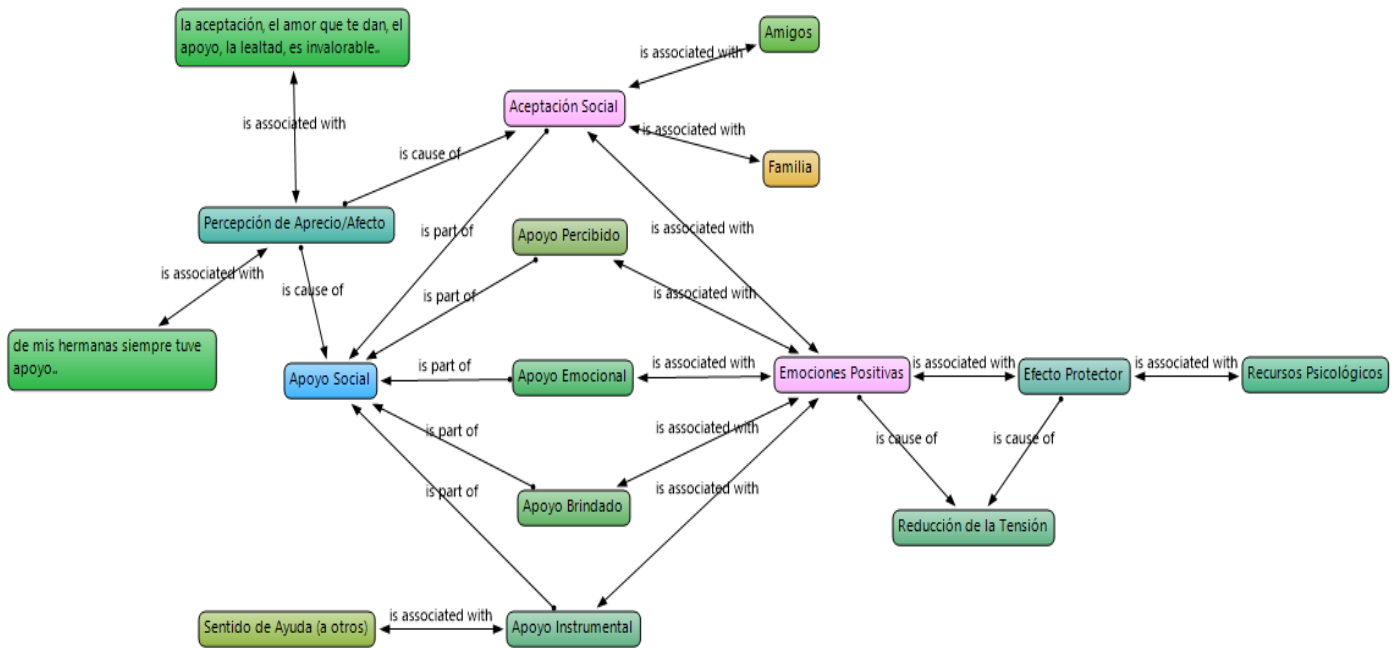 la aceptación, el amor que te dan, el
apoyo, la lealtad, es invalorable..
Amigos
is associated with
Aceptación Social
is associated with
is associated with
is cause of
Familia
Percepción de Aprecio/Afecto
is part of
Apoyo Percibido
is associated with
is associated with
is cause of
is part of
is associated with
de mis hermanas siempre tuve
apoyo..
Apoyo Social
is part of
Apoyo Emocional
is associated with
Emociones Positivas
is associated with
Efecto Protector
is associated with
Recursos Psicológicos
is part of
is associated with
is cause of
is cause of
is part of
is associated with
Apoyo Brindado
Reducción de la Tensión
Sentido de Ayuda (a otros)
is associated with
Apoyo Instrumental